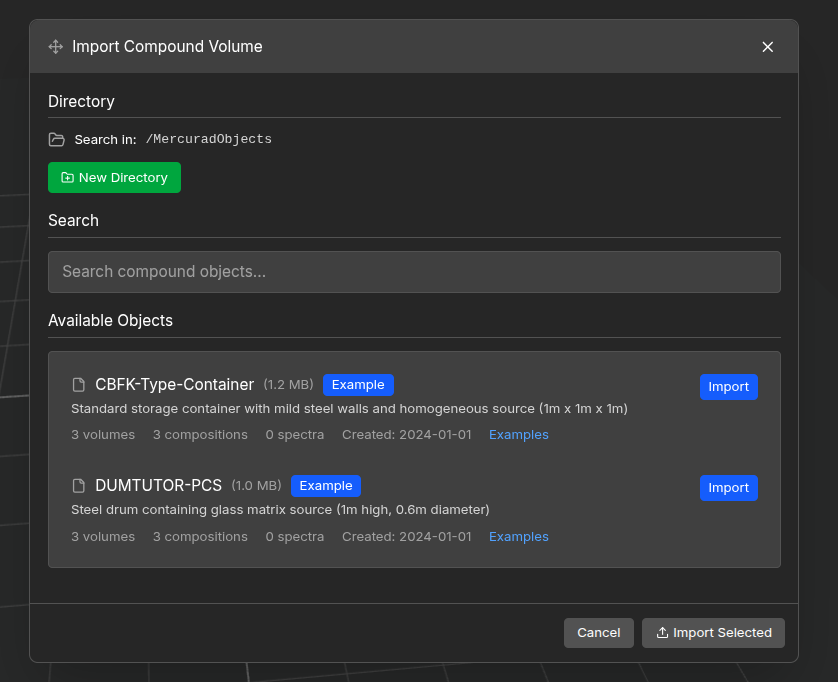 Import Compound Volume
Directory
Search in: /MercuradObjects
New Directory
Search
Search compound objects...
Available Objects
CBFK-Type-Container (1.2 MB) Example Import
Standard storage container with mild steel walls and homogeneous source (1m x 1m x 1m)
3 volumes 3 compositions 0 spectra Created: 2024-01-01 Examples
DUMTUTOR-PCS (1.0 MB) Example Import
Steel drum containing glass matrix source (1m high, 0.6m diameter)
3 volumes 3 compositions 0 spectra Created: 2024-01-01 Examples
Cancel Import Selected